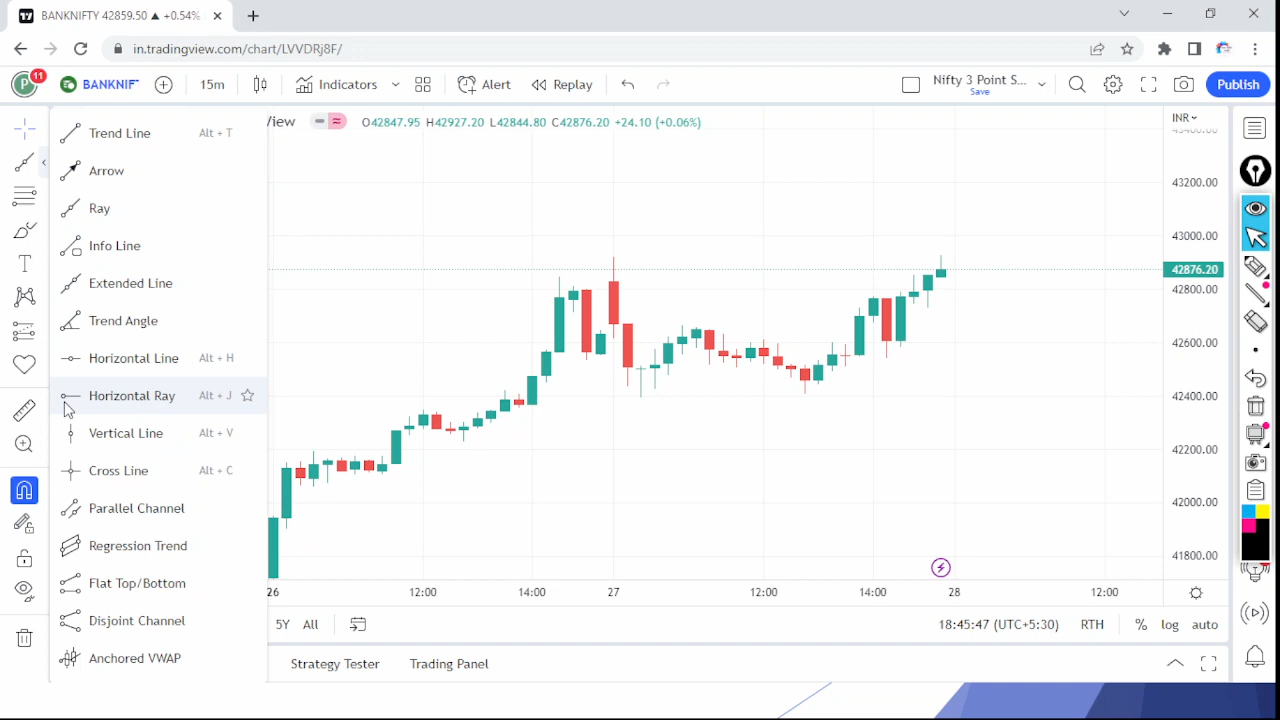 BANKNIFTY 42859.50 ▲ +0.54%
in.tradingview.com/chart/LVVDRj8F/
P 11 BANKNIF 15m Indicators Alert Replay Nifty 3 Point S... Save Publish
View O42847.95 H42927.20 L42844.80 C42876.20 +24.10 (+0.06%) INR
Trend Line Alt + T
Arrow
Ray
Info Line
Extended Line
Trend Angle
Horizontal Line Alt + H
Horizontal Ray Alt + J
Vertical Line Alt + V
Cross Line Alt + C
Parallel Channel
Regression Trend
Flat Top/Bottom
Disjoint Channel
Anchored VWAP
43400.00
43200.00
43000.00
42876.20
42800.00
42600.00
42400.00
42200.00
42000.00
41800.00
26 12:00 14:00 27 12:00 14:00 28 12:00
5Y All 18:45:47 (UTC+5:30) RTH % log auto
Strategy Tester Trading Panel